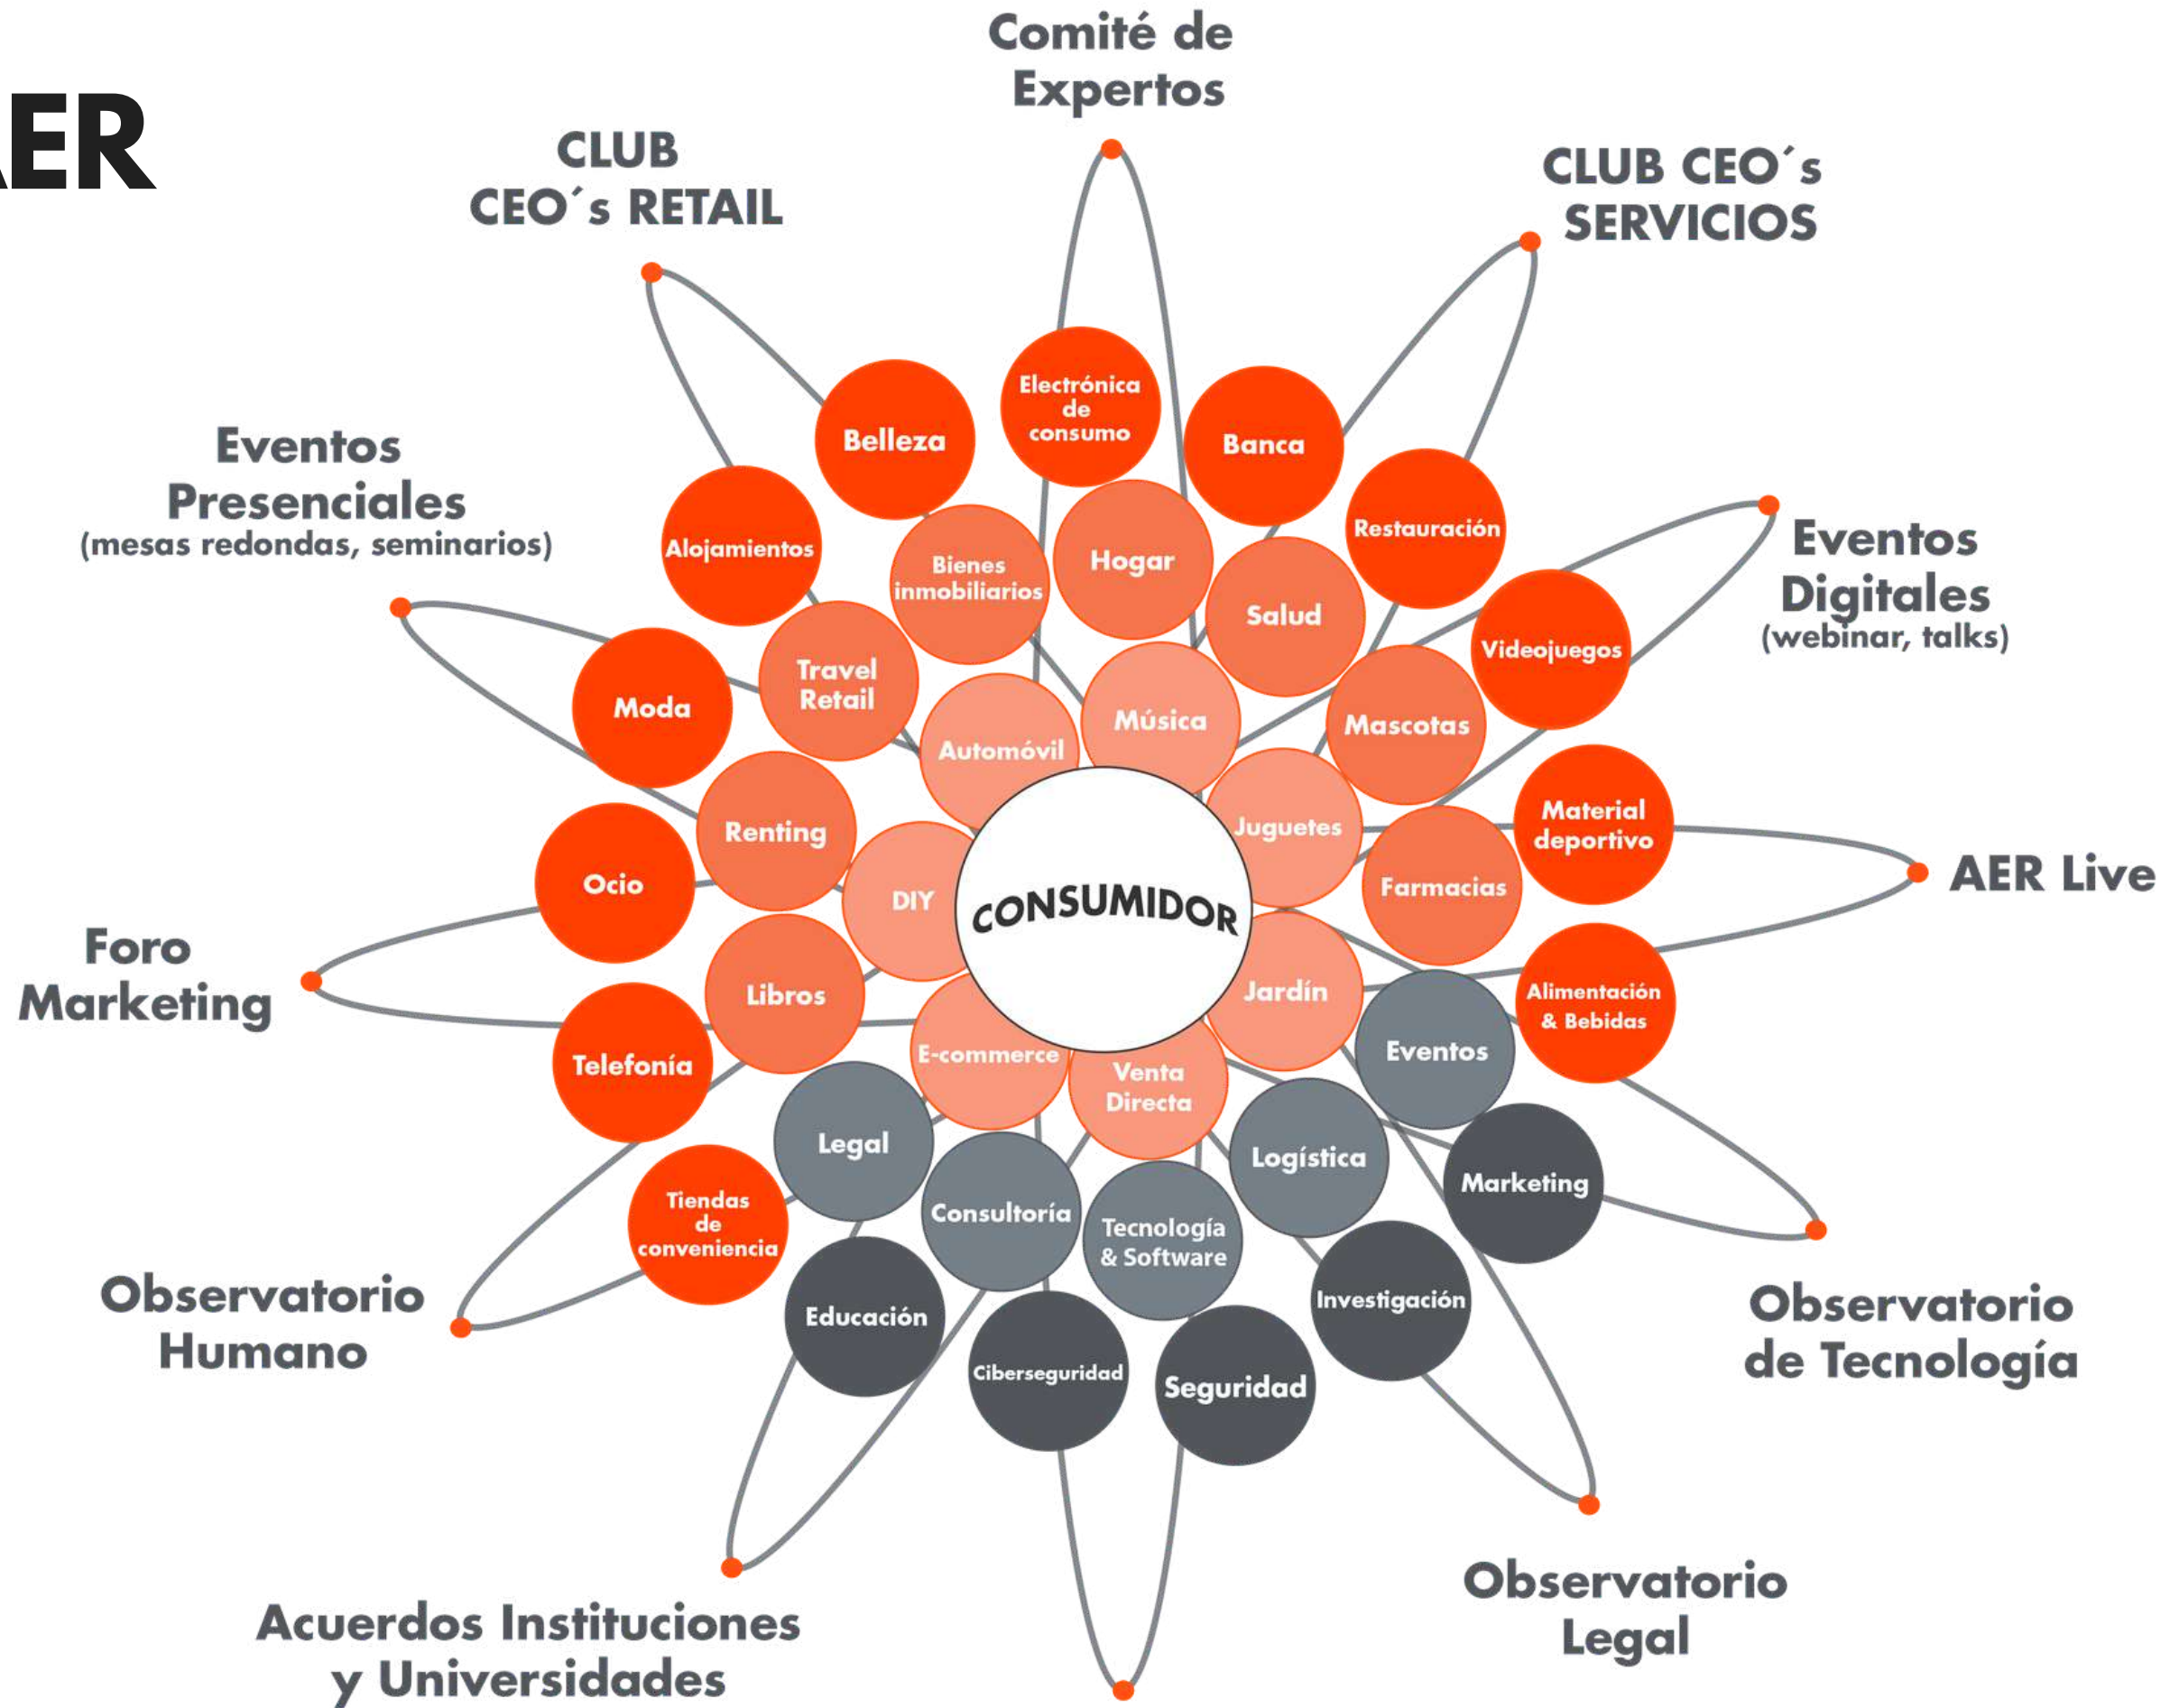 AER
Comité de
Expertos
CLUB
CEO´s RETAIL
CLUB CEO´s
SERVICIOS
Eventos
Presenciales
(mesas redondas, seminarios)
Eventos
Digitales
(webinar, talks)
AER Live
Foro
Marketing
Observatorio
Humano
Observatorio
de Tecnología
Acuerdos Instituciones
y Universidades
Observatorio
Legal
Electrónica
de
consumo
Belleza
Banca
Alojamientos
Restauración
Bienes
inmobiliarios
Hogar
Salud
Videojuegos
Moda
Travel
Retail
Automóvil
Música
Mascotas
Material
deportivo
Renting
Juguetes
Ocio
DIY
CONSUMIDOR
Farmacias
Libros
Jardín
Alimentación
& Bebidas
Telefonía
E-commerce
Venta
Directa
Eventos
Legal
Logística
Marketing
Tiendas
de
conveniencia
Consultoría
Tecnología
& Software
Educación
Investigación
Ciberseguridad
Seguridad